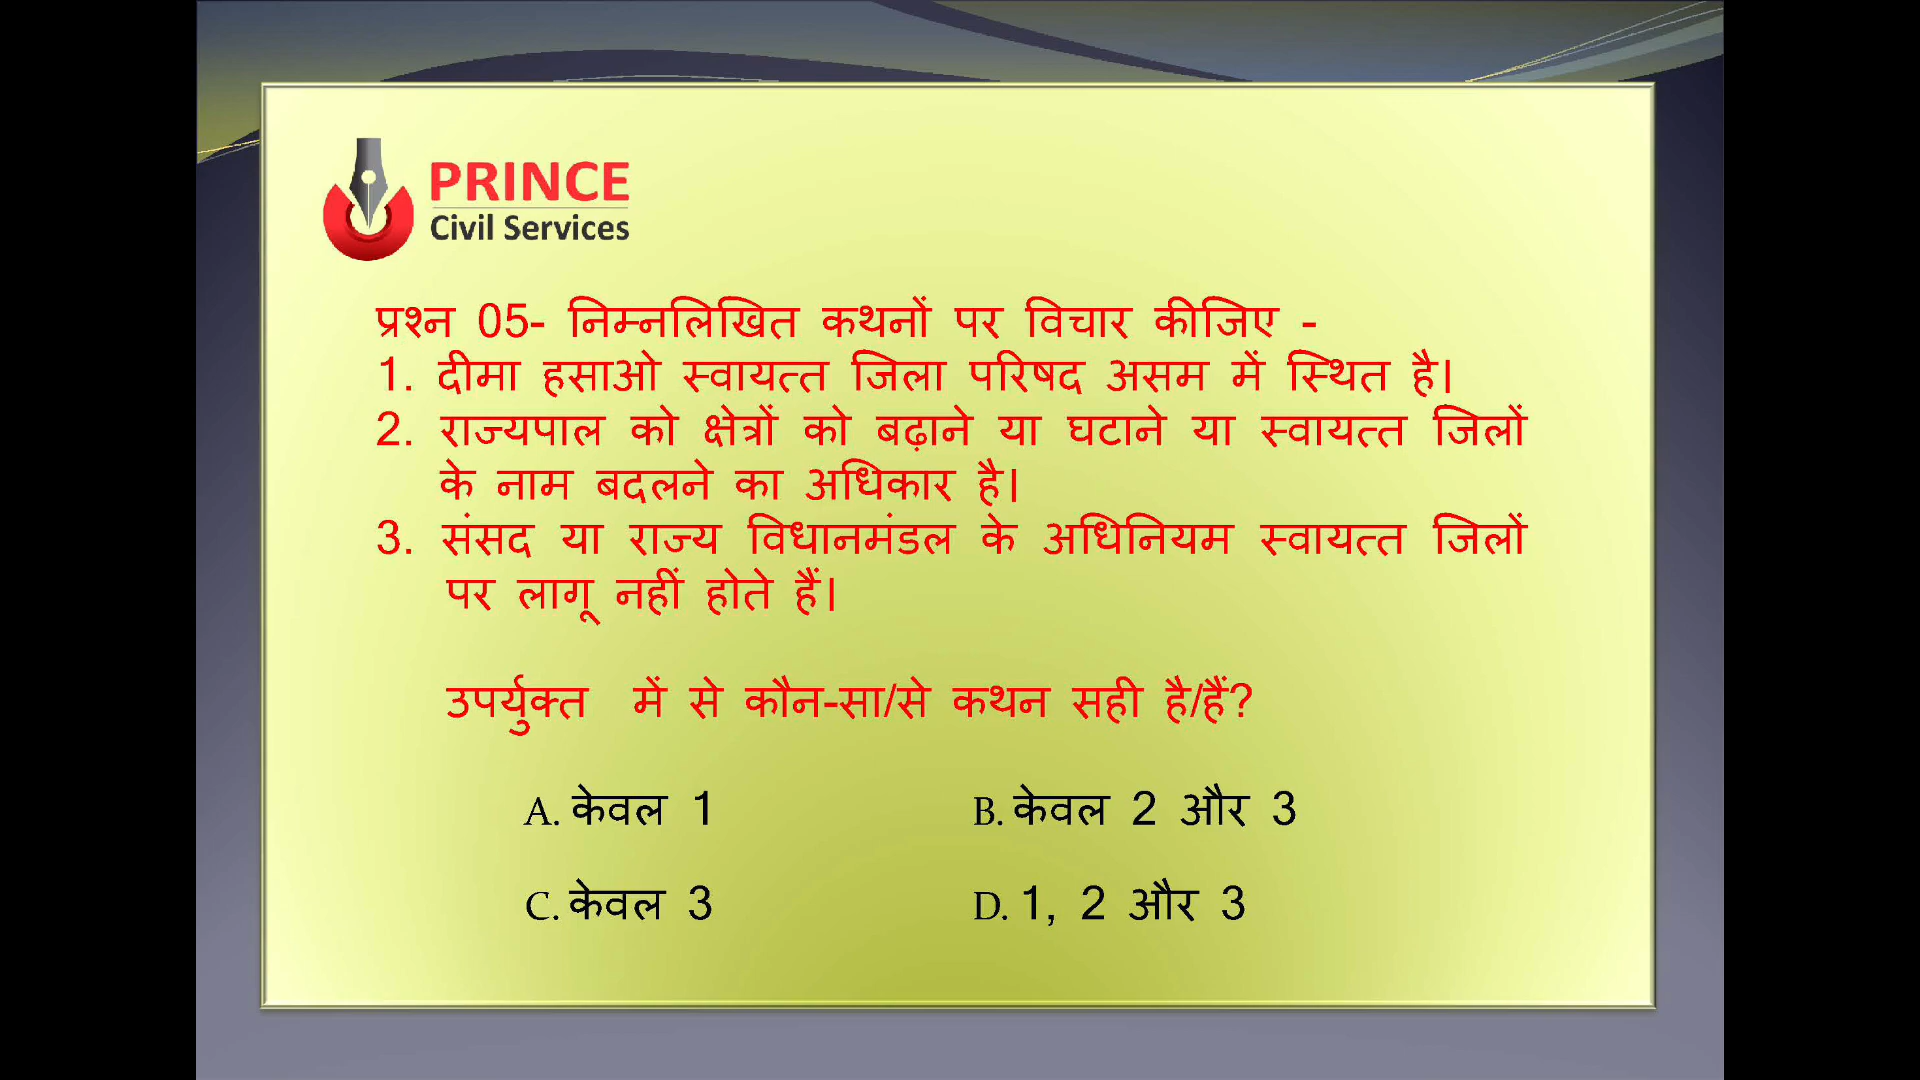 PRINCE
Civil Services
प्रश्न 05- निम्नलिखित कथनों पर विचार कीजिए -
1. दीमा हसाओ स्वायत्त जिला परिषद असम में स्थित है।
2. राज्यपाल को क्षेत्रों को बढ़ाने या घटाने या स्वायत्त जिलों
के नाम बदलने का अधिकार है।
3. संसद या राज्य विधानमंडल के अधिनियम स्वायत्त जिलों
पर लागू नहीं होते हैं।
उपर्युक्त में से कौन-सा/से कथन सही है/हैं?
A. केवल 1 B. केवल 2 और 3
C. केवल 3 D. 1, 2 और 3